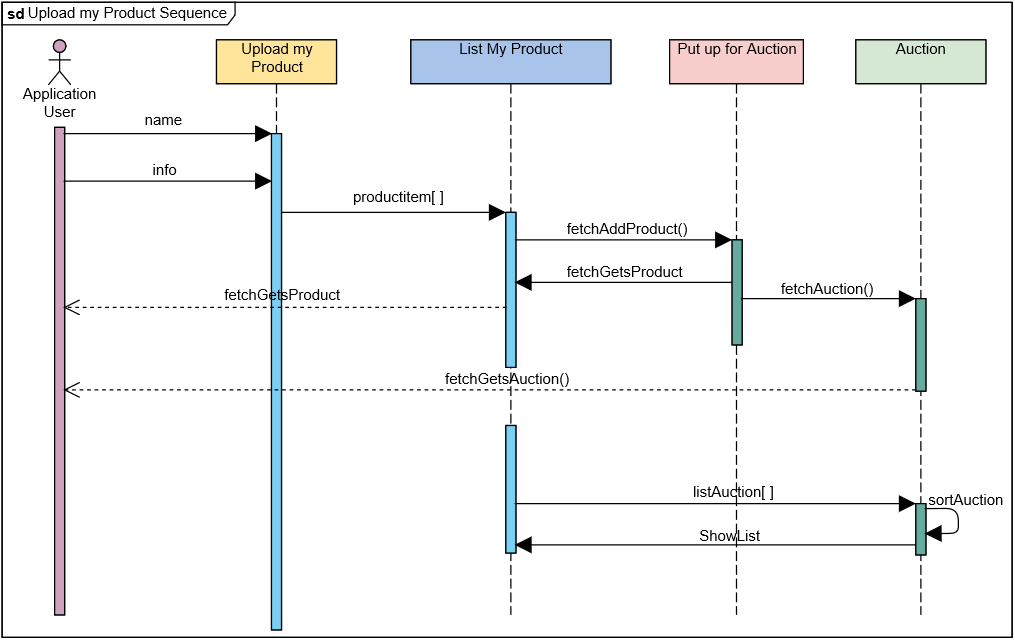 sd Upload my Product Sequence
Application
User
Upload my
Product
List My Product
Put up for Auction
Auction
name
info
productitem[ ]
fetchAddProduct()
fetchGetsProduct
fetchAuction()
fetchGetsProduct
fetchGetsAuction()
listAuction[ ]
sortAuction
ShowList